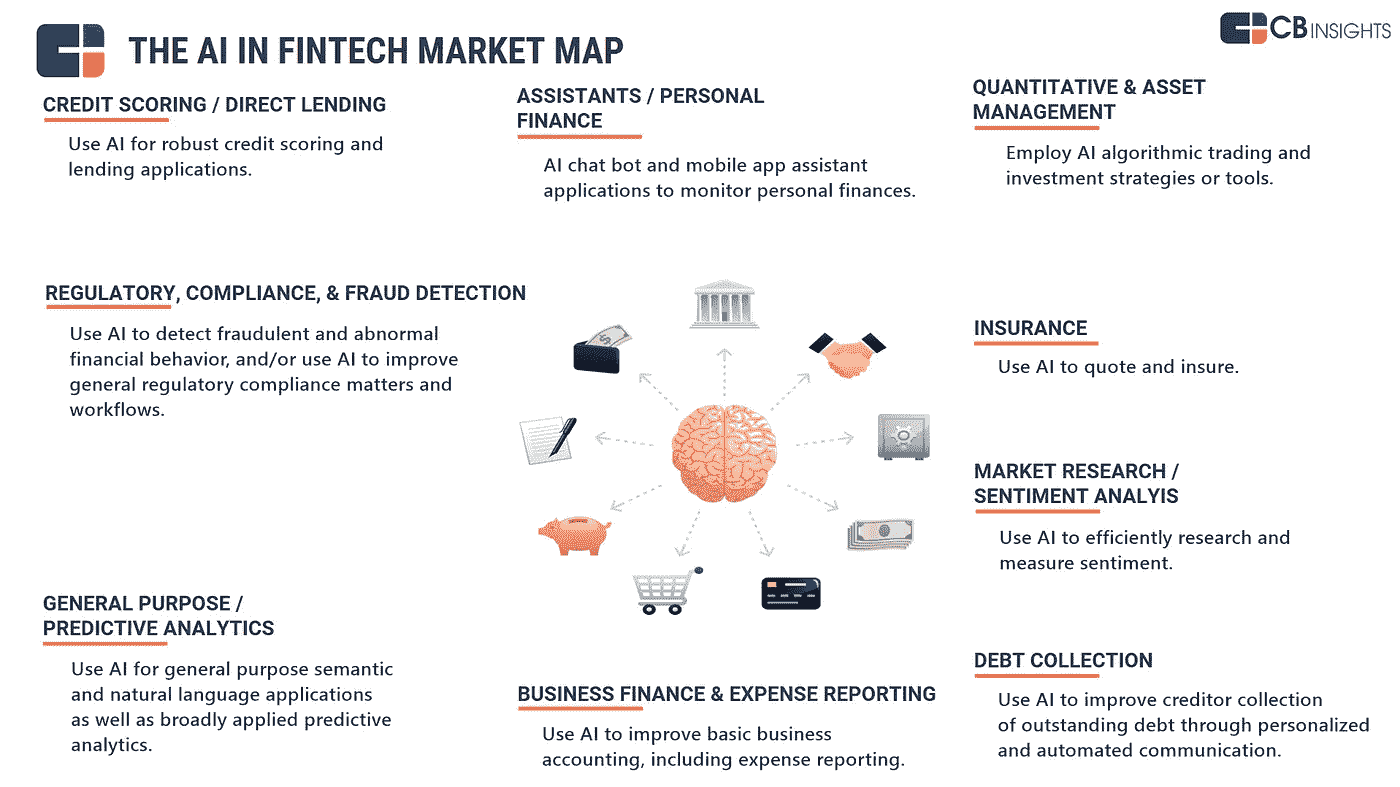 THE AI IN FINTECH MARKET MAP
CB INSIGHTS
CREDIT SCORING / DIRECT LENDING
Use AI for robust credit scoring and
lending applications.
ASSISTANTS / PERSONAL
FINANCE
AI chat bot and mobile app assistant
applications to monitor personal finances.
QUANTITATIVE & ASSET
MANAGEMENT
Employ AI algorithmic trading and
investment strategies or tools.
REGULATORY, COMPLIANCE, & FRAUD DETECTION
Use AI to detect fraudulent and abnormal
financial behavior, and/or use AI to improve
general regulatory compliance matters and
workflows.
INSURANCE
Use AI to quote and insure.
MARKET RESEARCH /
SENTIMENT ANALYIS
Use AI to efficiently research and
measure sentiment.
GENERAL PURPOSE /
PREDICTIVE ANALYTICS
Use AI for general purpose semantic
and natural language applications
as well as broadly applied predictive
analytics.
BUSINESS FINANCE & EXPENSE REPORTING
Use AI to improve basic business
accounting, including expense reporting.
DEBT COLLECTION
Use AI to improve creditor collection
of outstanding debt through personalized
and automated communication.